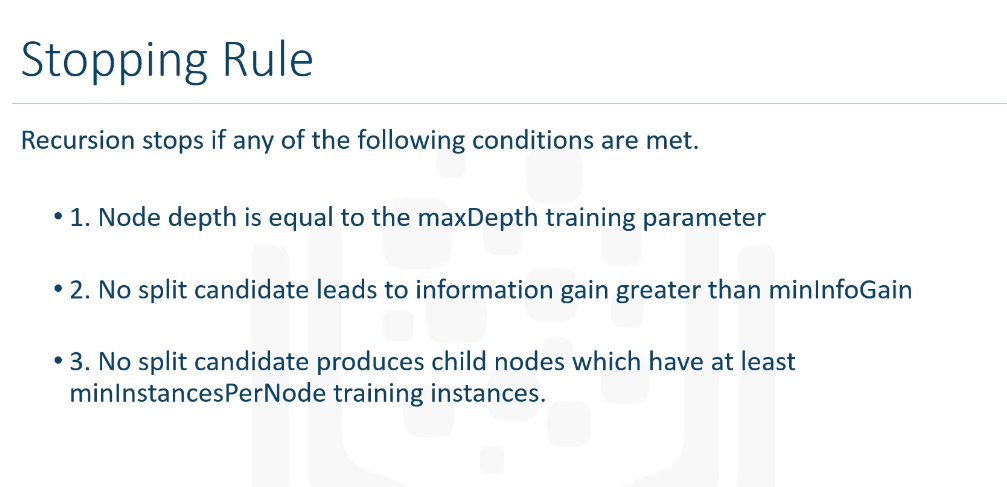 Stopping Rule
Recursion stops if any of the following conditions are met.
• 1. Node depth is equal to the maxDepth training parameter
• 2. No split candidate leads to information gain greater than minInfoGain
• 3. No split candidate produces child nodes which have at least
minInstancesPerNode training instances.